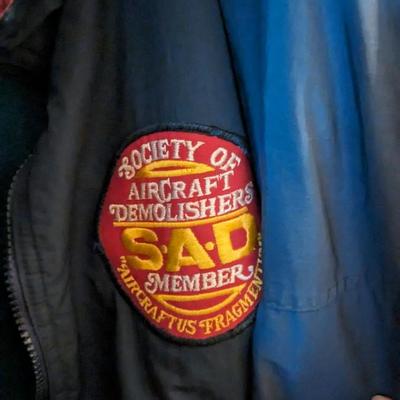 SOCIETY OF
AIRCRAFT
DEMOLISHERS
S·A·D
MEMBER
"AIRCRAFTUS FRAGMENTUS"